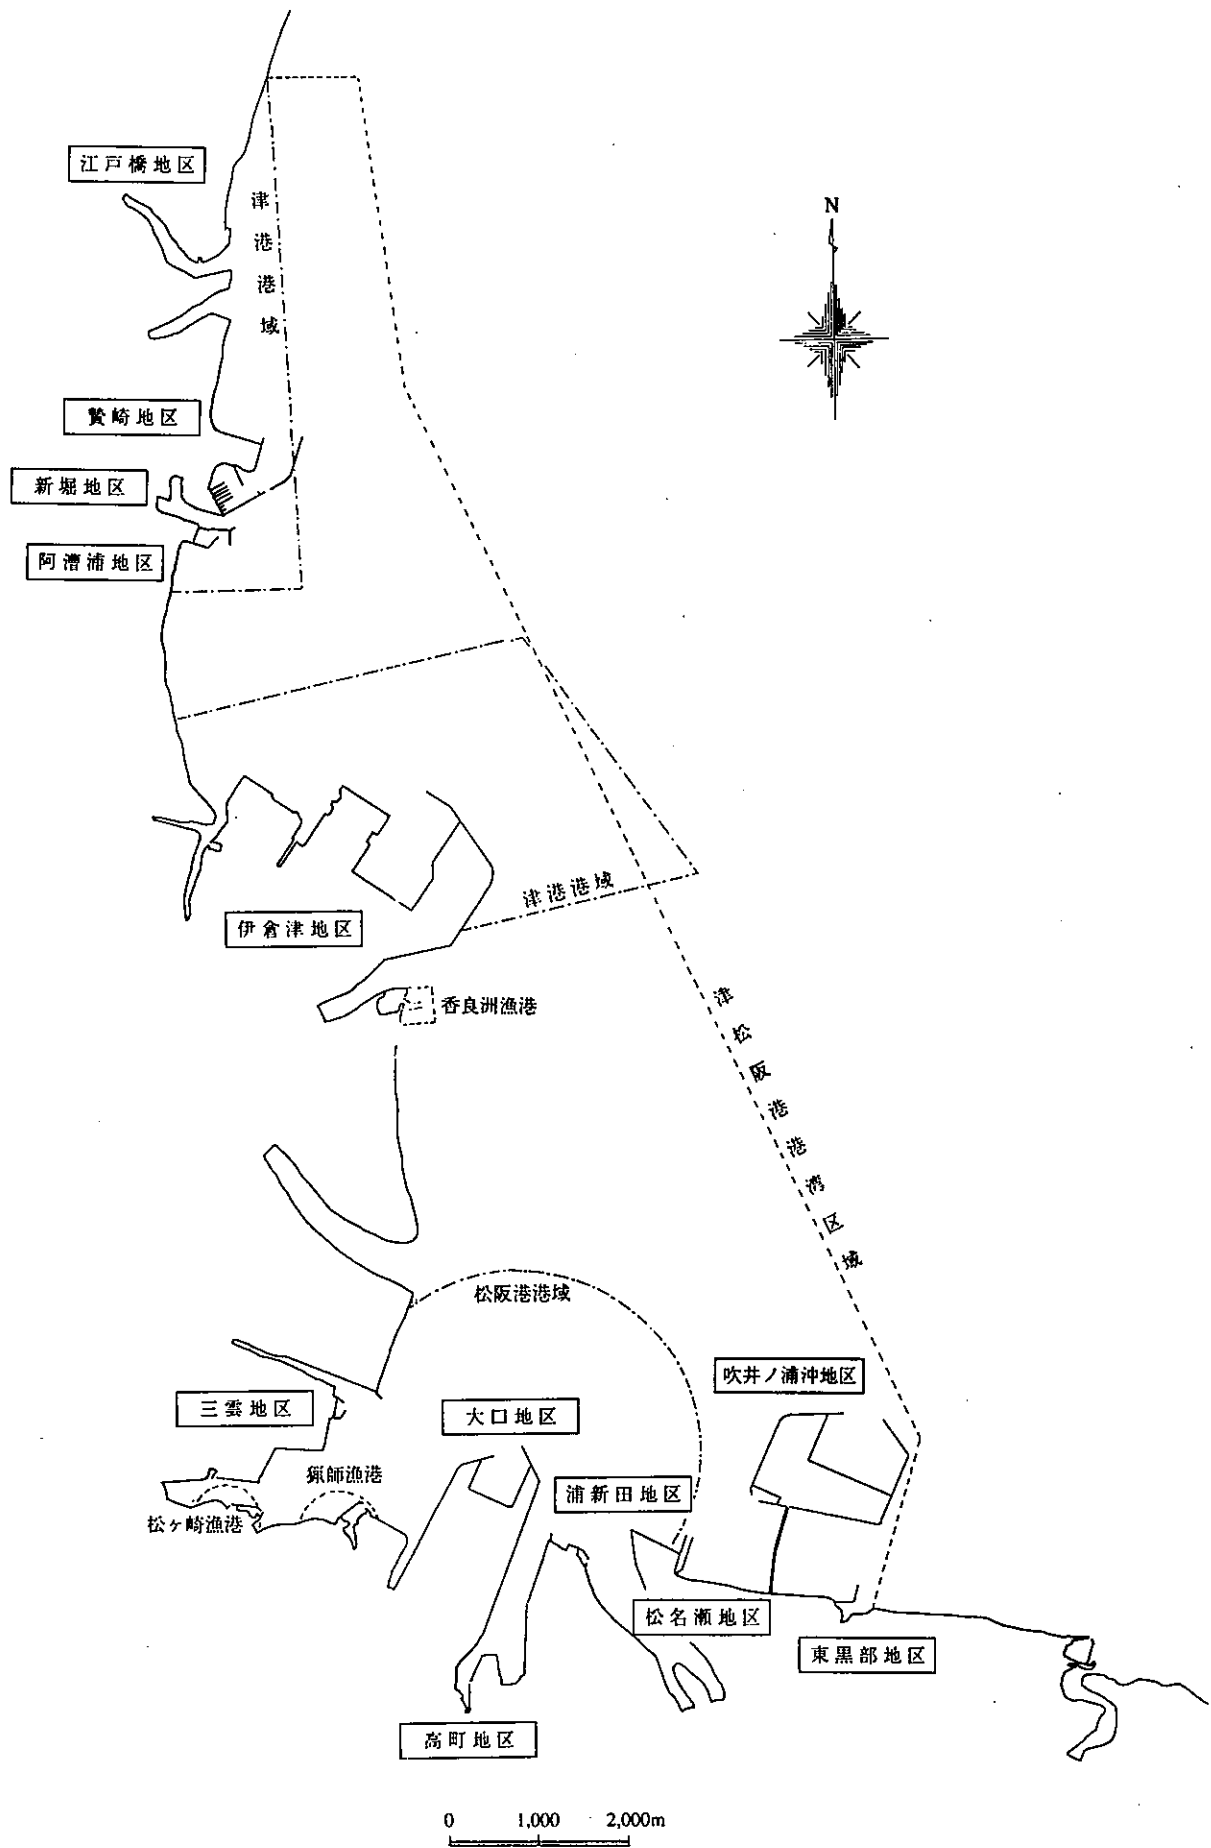 江戸橋地区
津港港域
N
贄崎地区
新堀地区
阿漕浦地区
津港港域
伊倉津地区
香良洲漁港
津松阪港港湾区域
松阪港港域
吹井ノ浦沖地区
三雲地区
大口地区
猟師漁港
浦新田地区
松ヶ崎漁港
松名瀬地区
東黒部地区
高町地区
0 1,000 2,000m